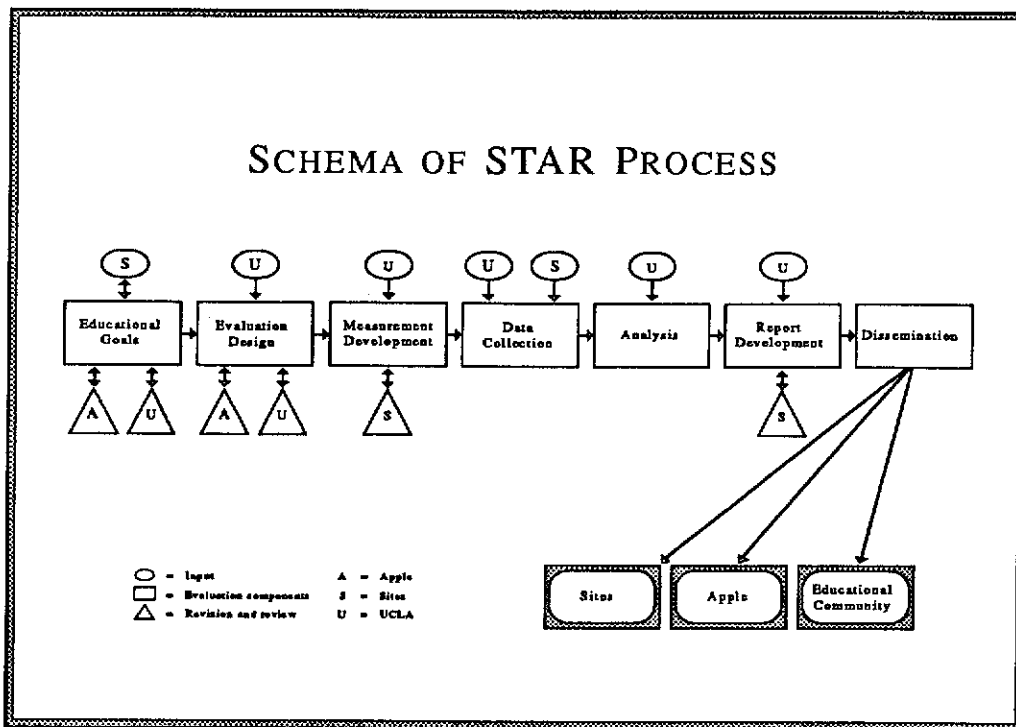 SCHEMA OF STAR PROCESS
S
U
U
U
S
U
U
Educational
Goals
Evaluation
Design
Measurement
Development
Data
Collection
Analysis
Report
Development
Dissemination
A
U
A
U
S
S
= Input
= Evaluation components
= Revision and review
A = Apple
S = Sites
U = UCLA
Sites
Apple
Educational
Community